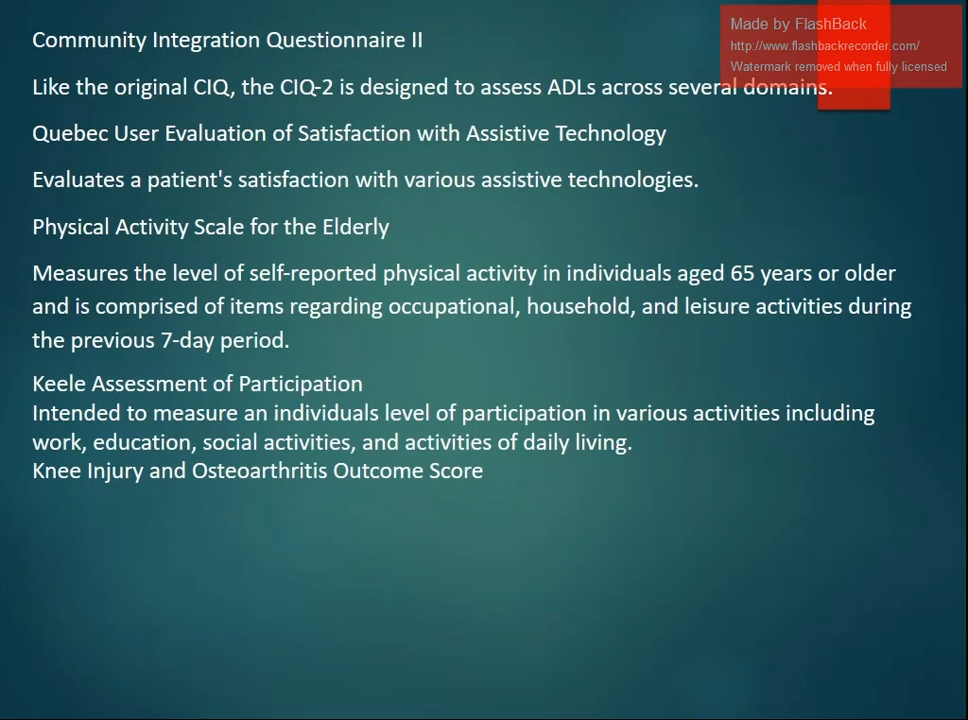 Community Integration Questionnaire II
Made by FlashBack
http://www.flashbackrecorder.com/
Watermark removed when fully licensed
Like the original CIQ, the CIQ-2 is designed to assess ADLs across several domains.
Quebec User Evaluation of Satisfaction with Assistive Technology
Evaluates a patient's satisfaction with various assistive technologies.
Physical Activity Scale for the Elderly
Measures the level of self-reported physical activity in individuals aged 65 years or older
and is comprised of items regarding occupational, household, and leisure activities during
the previous 7-day period.
Keele Assessment of Participation
Intended to measure an individuals level of participation in various activities including
work, education, social activities, and activities of daily living.
Knee Injury and Osteoarthritis Outcome Score